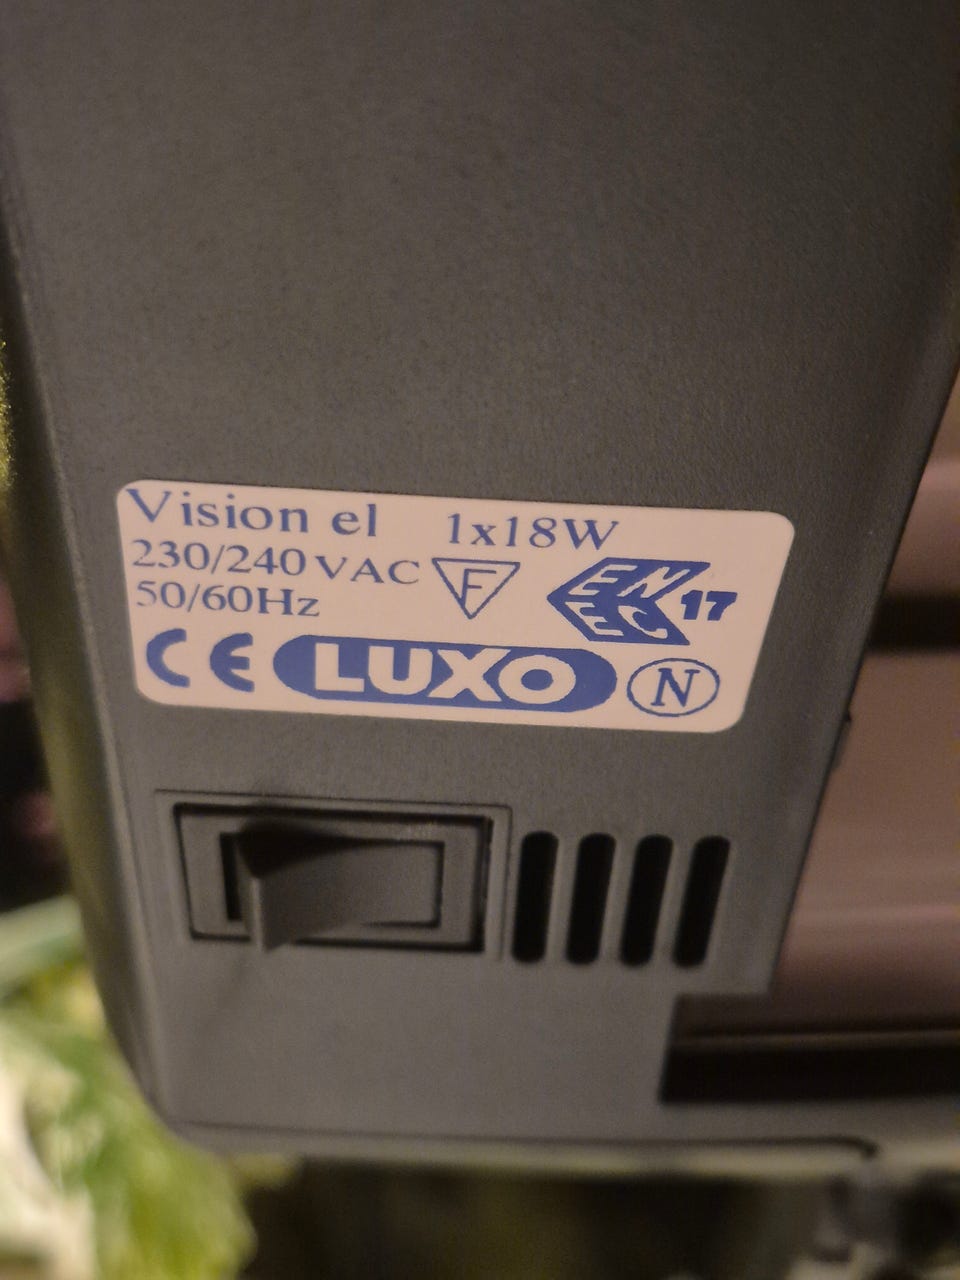 Vision el 1x18W
230/240 VAC F
50/60Hz
ENEC 17
CE LUXO N